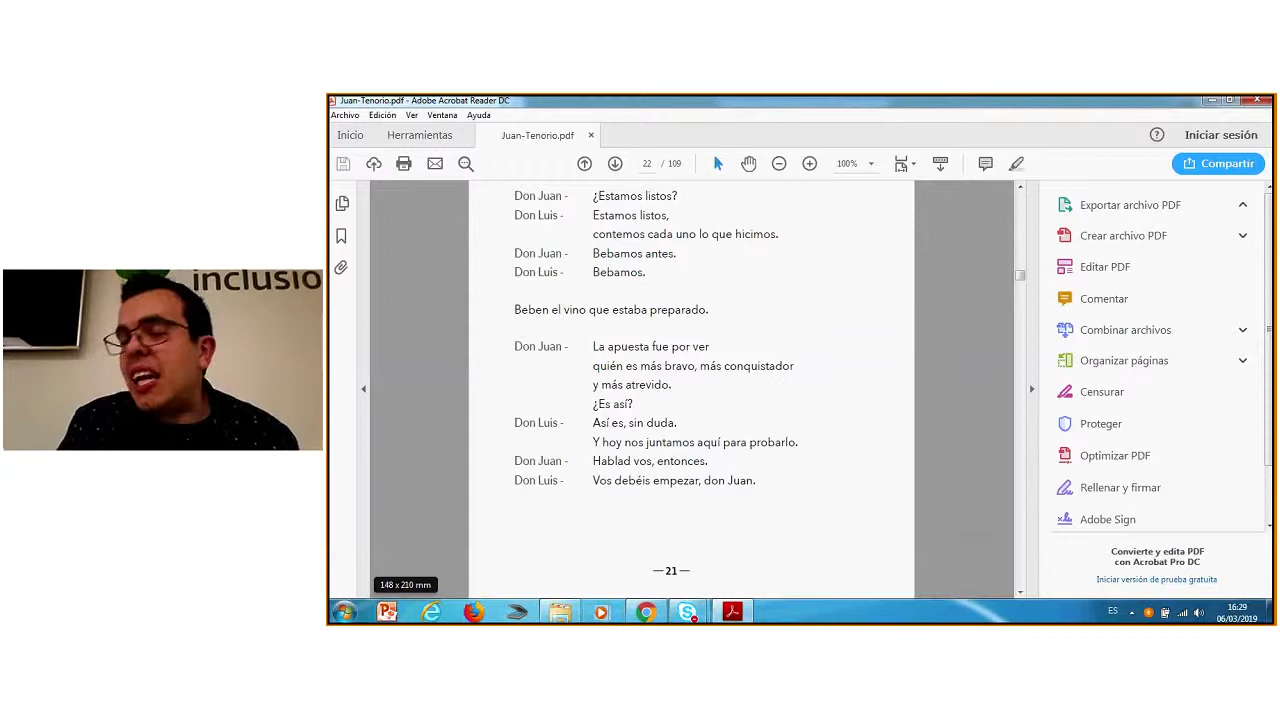 inclusio
Juan-Tenorio.pdf - Adobe Acrobat Reader DC
Archivo Edición Ver Ventana Ayuda
Inicio Herramientas Juan-Tenorio.pdf × Iniciar sesión
22 / 109 100% Compartir
Don Juan - ¿Estamos listos?
Don Luis - Estamos listos,
contemos cada uno lo que hicimos.
Don Juan - Bebamos antes.
Don Luis - Bebamos.
Beben el vino que estaba preparado.
Don Juan - La apuesta fue por ver
quién es más bravo, más conquistador
y más atrevido.
¿Es así?
Don Luis - Así es, sin duda.
Y hoy nos juntamos aquí para probarlo.
Don Juan - Hablad vos, entonces.
Don Luis - Vos debéis empezar, don Juan.
— 21 —
148 x 210 mm
Exportar archivo PDF
Crear archivo PDF
Editar PDF
Comentar
Combinar archivos
Organizar páginas
Censurar
Proteger
Optimizar PDF
Rellenar y firmar
Adobe Sign
Convierte y edita PDF
con Acrobat Pro DC
Iniciar versión de prueba gratuita
ES 16:29
06/03/2019